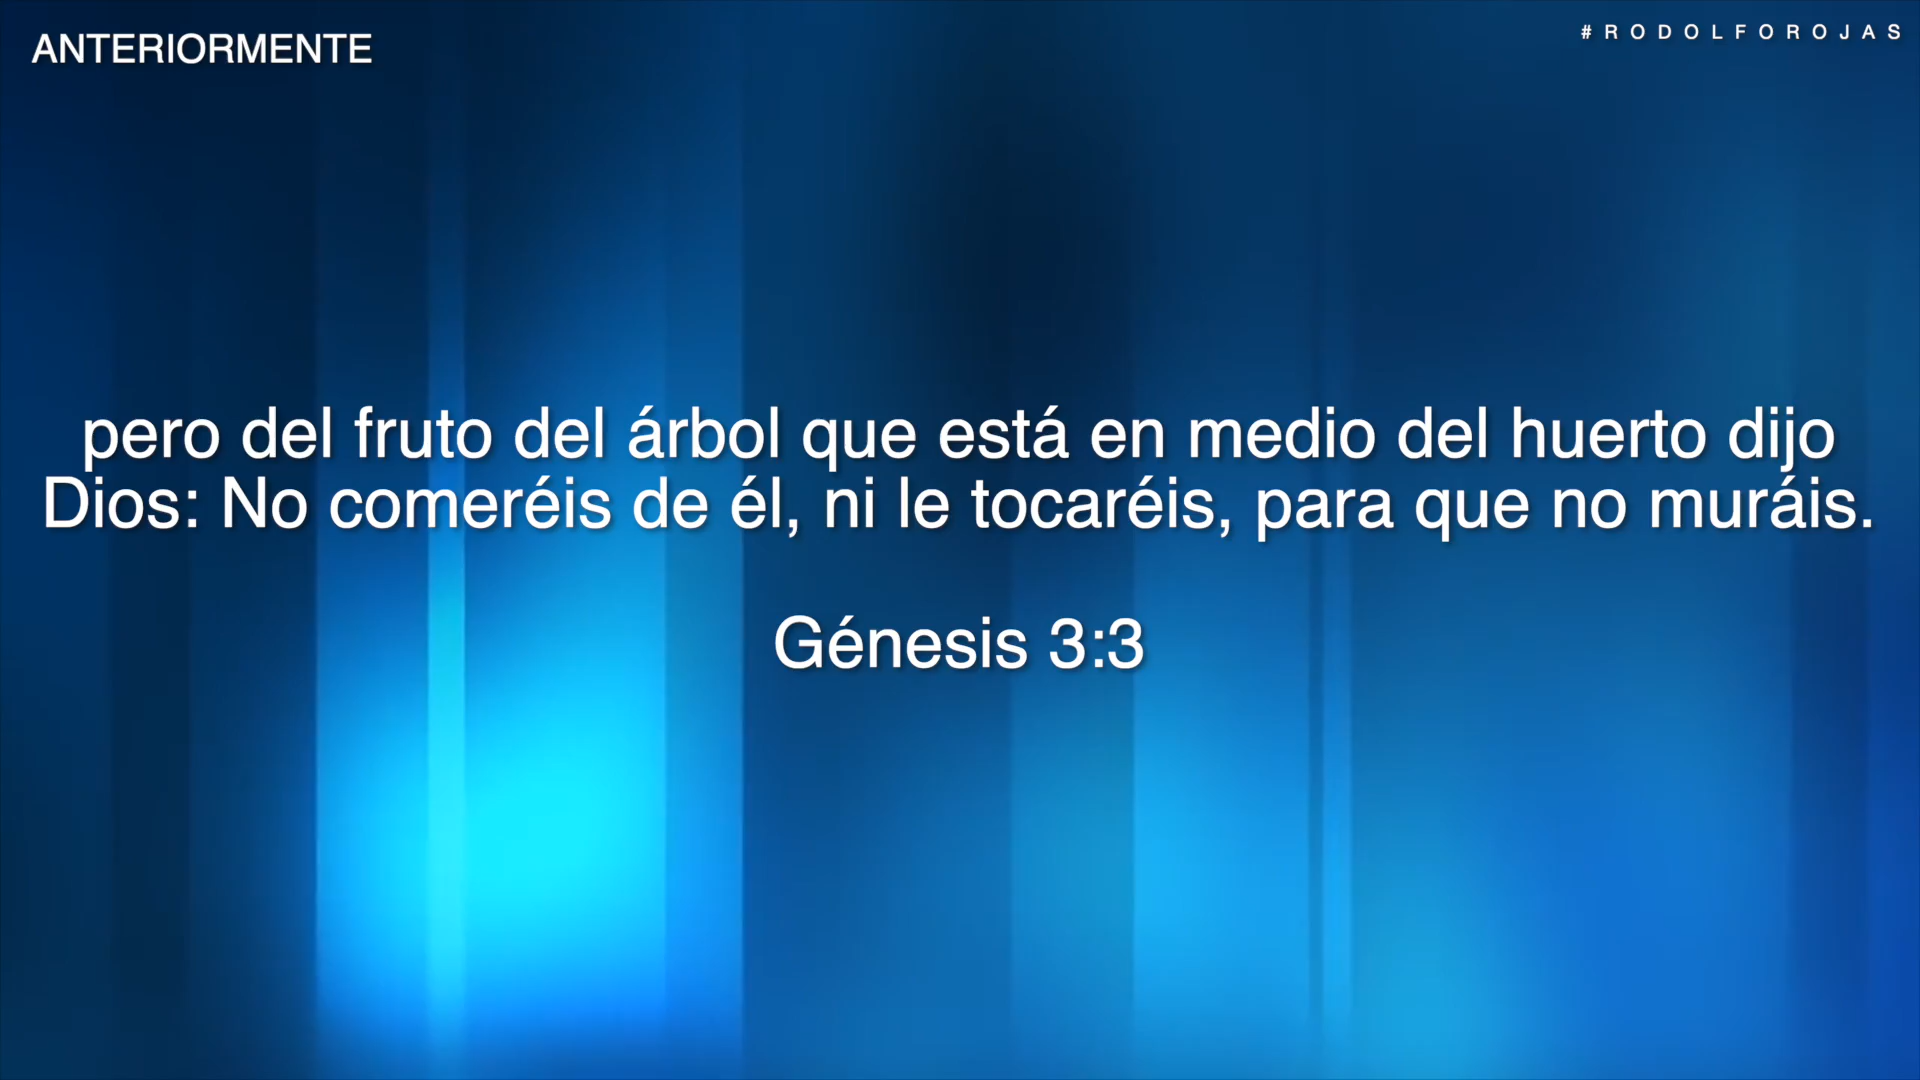 ANTERIORMENTE
#RODOLFOROJAS
pero del fruto del árbol que está en medio del huerto dijo
Dios: No comeréis de él, ni le tocaréis, para que no muráis.
Génesis 3:3